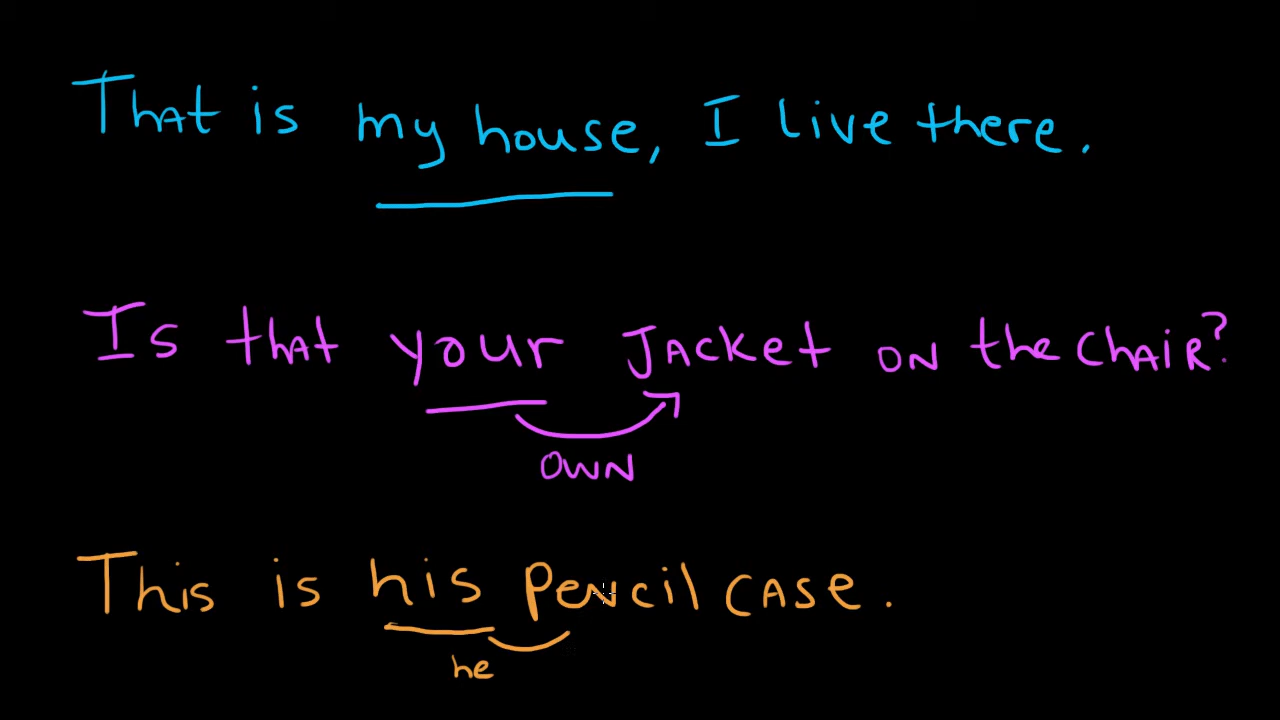 That is my house, I live there.
Is that your Jacket on the chair?
own
This is his pencil case.
he